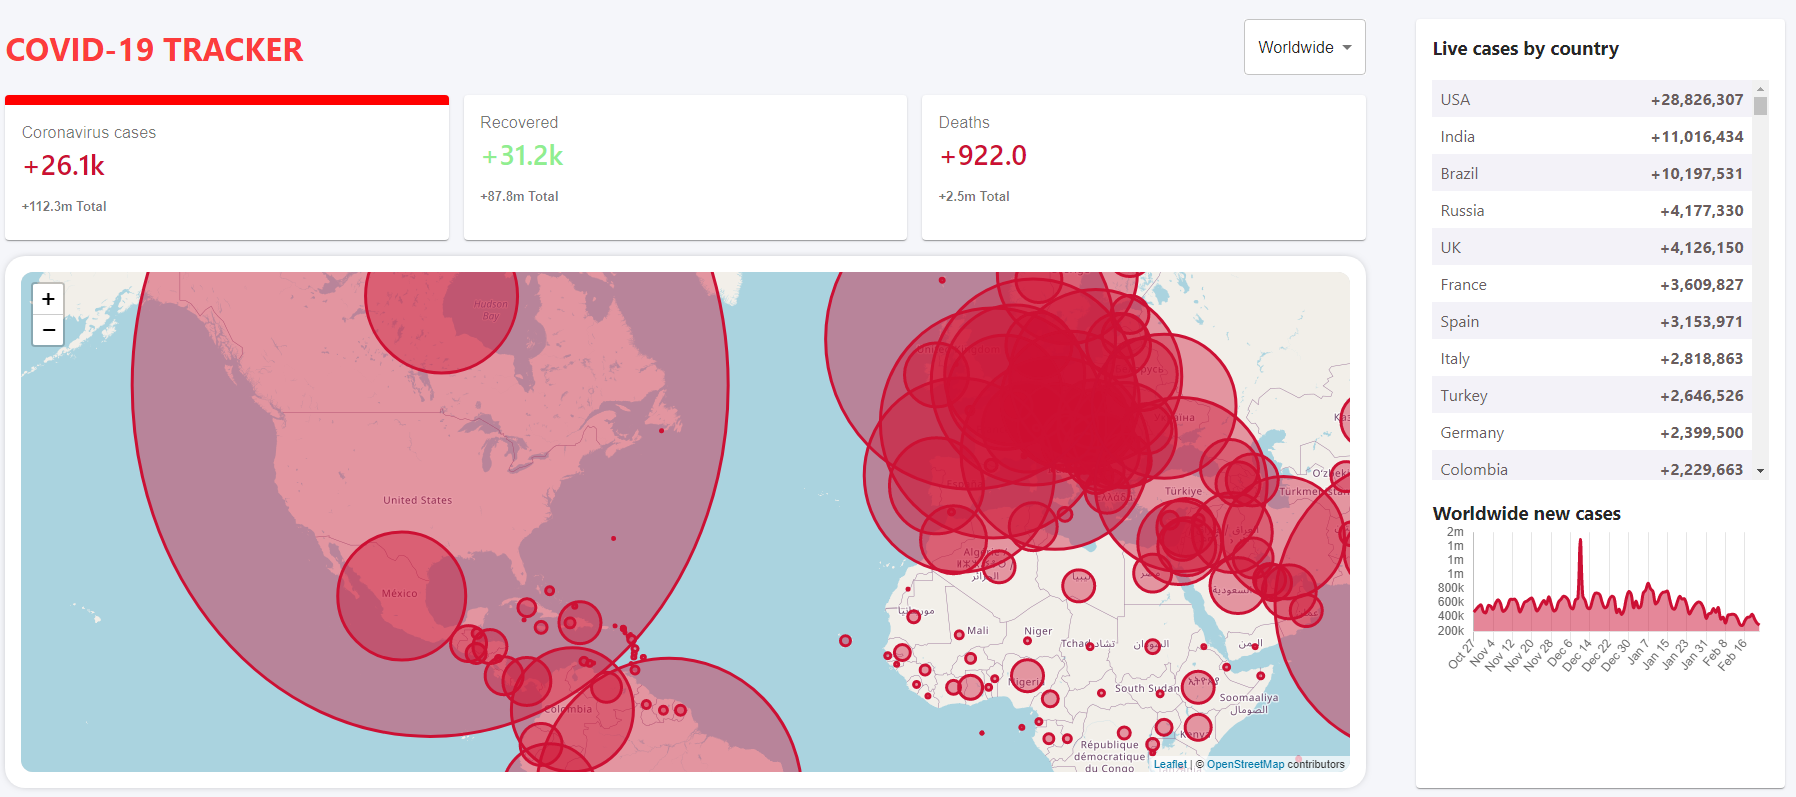 COVID-19 TRACKER
Worldwide
Coronavirus cases
+26.1k
+112.3m Total
Recovered
+31.2k
+87.8m Total
Deaths
+922.0
+2.5m Total
+
−
Hudson
Bay
United States
México
Colombia
Türkiye
Ελλάδα
O'zbeki
Türkmenistan
Mali
Niger
Nigeria
South Sudan
السودان
ليبيا
مصر
اليمن
Soomaaliya
الصومال
Kenya
République
démocratique
du Congo
Leaflet | © OpenStreetMap contributors
Live cases by country
USA +28,826,307
India +11,016,434
Brazil +10,197,531
Russia +4,177,330
UK +4,126,150
France +3,609,827
Spain +3,153,971
Italy +2,818,863
Turkey +2,646,526
Germany +2,399,500
Colombia +2,229,663
Worldwide new cases
2m
1m
1m
1m
800k
600k
400k
200k
Oct 27
Nov 4
Nov 12
Nov 20
Nov 28
Dec 6
Dec 14
Dec 22
Dec 30
Jan 7
Jan 15
Jan 23
Jan 31
Feb 8
Feb 16